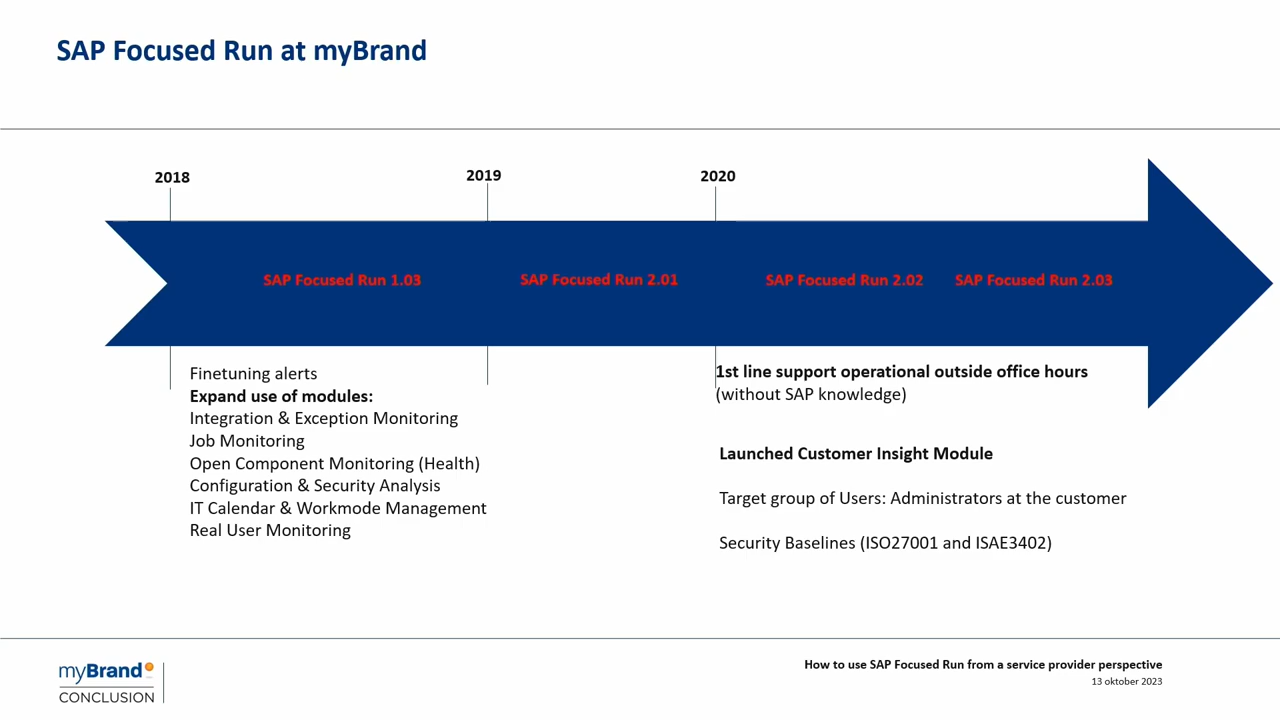 SAP Focused Run at myBrand
2018
2019
2020
SAP Focused Run 1.03
SAP Focused Run 2.01
SAP Focused Run 2.02
SAP Focused Run 2.03
Finetuning alerts
Expand use of modules:
Integration & Exception Monitoring
Job Monitoring
Open Component Monitoring (Health)
Configuration & Security Analysis
IT Calendar & Workmode Management
Real User Monitoring
1st line support operational outside office hours
(without SAP knowledge)
Launched Customer Insight Module
Target group of Users: Administrators at the customer
Security Baselines (ISO27001 and ISAE3402)
myBrand
CONCLUSION
How to use SAP Focused Run from a service provider perspective
13 oktober 2023